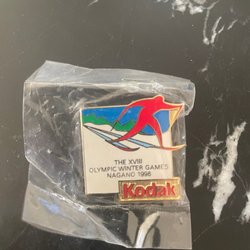 THE XVIII
OLYMPIC WINTER GAMES
NAGANO 1998
Kodak